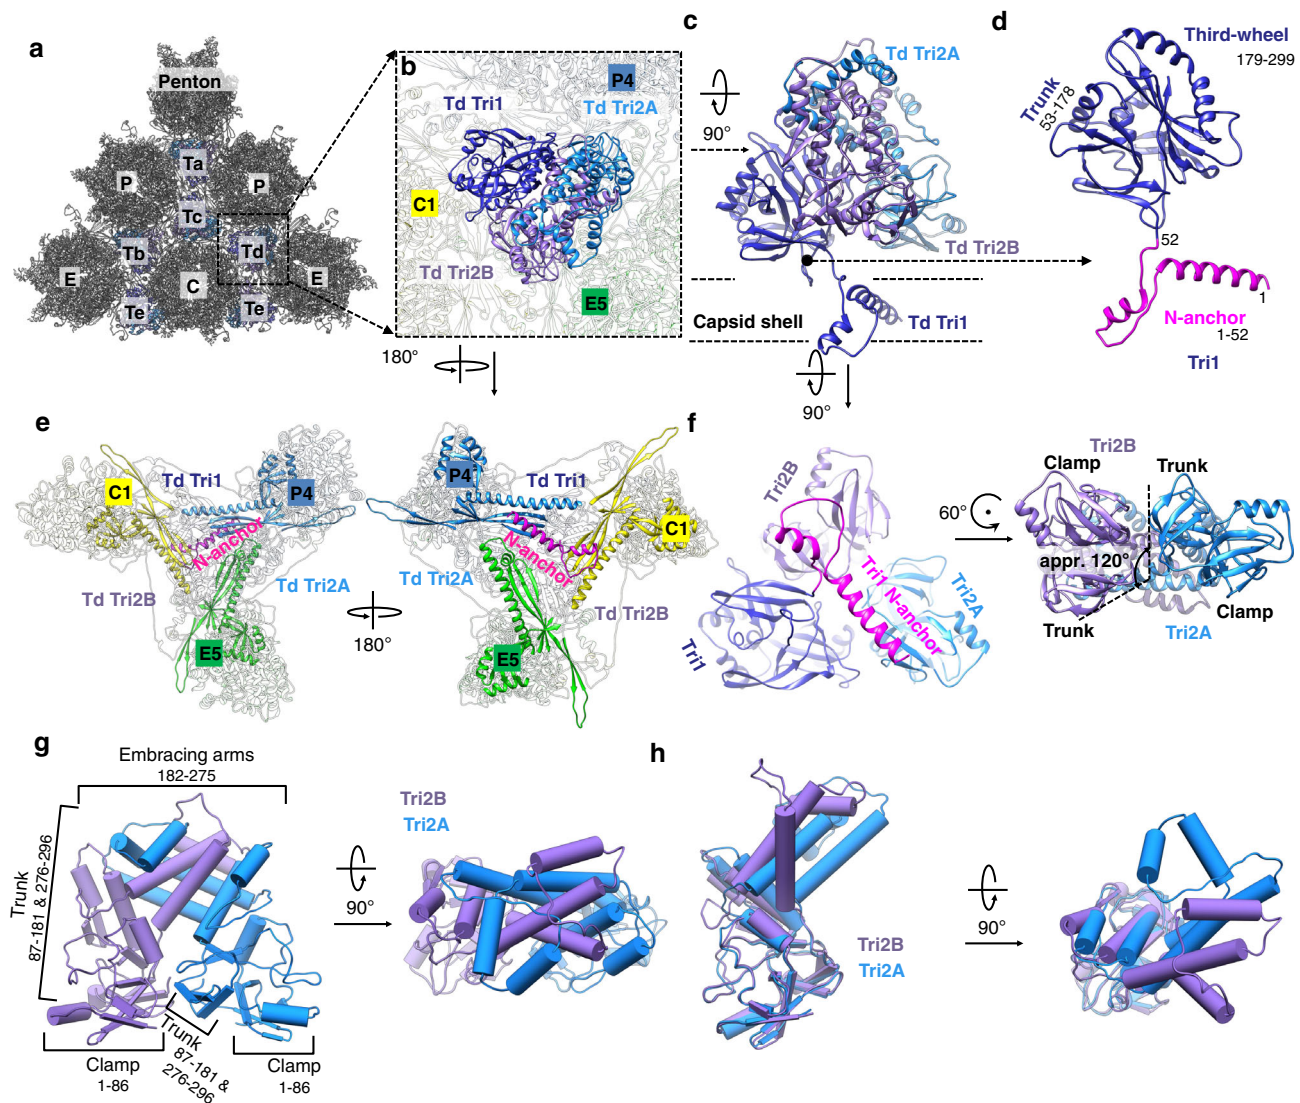 a
Penton
Ta
P
P
Tc
Tb
Td
E
C
E
Te
Te
b
P4
Td Tri1
Td Tri2A
C1
Td Tri2B
E5
180°
c
90°
Td Tri2A
Td Tri2B
Capsid shell
Td Tri1
90°
d
Third-wheel
179-299
Trunk
53-178
52
1
N-anchor
1-52
Tri1
e
C1
Td Tri1
P4
N-anchor
Td Tri2A
Td Tri2B
E5
180°
P4
Td Tri1
C1
N-anchor
Td Tri2A
Td Tri2B
E5
f
Tri2B
Tri1 N-anchor
Tri2A
Tri1
60°
Tri2B
Clamp
Trunk
appr. 120°
Trunk
Clamp
Tri2A
g
Embracing arms
182-275
Trunk
87-181 & 276-296
Trunk
87-181 &
276-296
Clamp
1-86
Clamp
1-86
90°
Tri2B
Tri2A
h
Tri2B
Tri2A
90°